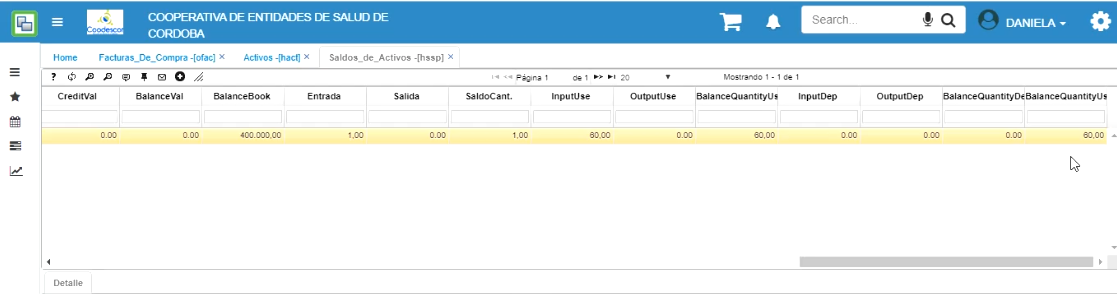 COOPERATIVA DE ENTIDADES DE SALUD DE
CORDOBA
Coodescor
Search...
DANIELA
Home Facturas_De_Compra -[ofac] × Activos -[hacf] × Saldos_de_Activos -[hssp] ×
? Página 1 de 1 20 Mostrando 1 - 1 de 1
CreditVal BalanceVal BalanceBook Entrada Salida SaldoCant. InputUse OutputUse BalanceQuantityUs InputDep OutputDep BalanceQuantityDe BalanceQuantityUs
0.00 0.00 400.000,00 1,00 0.00 1,00 60,00 0.00 60,00 0.00 0.00 0.00 60,00
Detalle